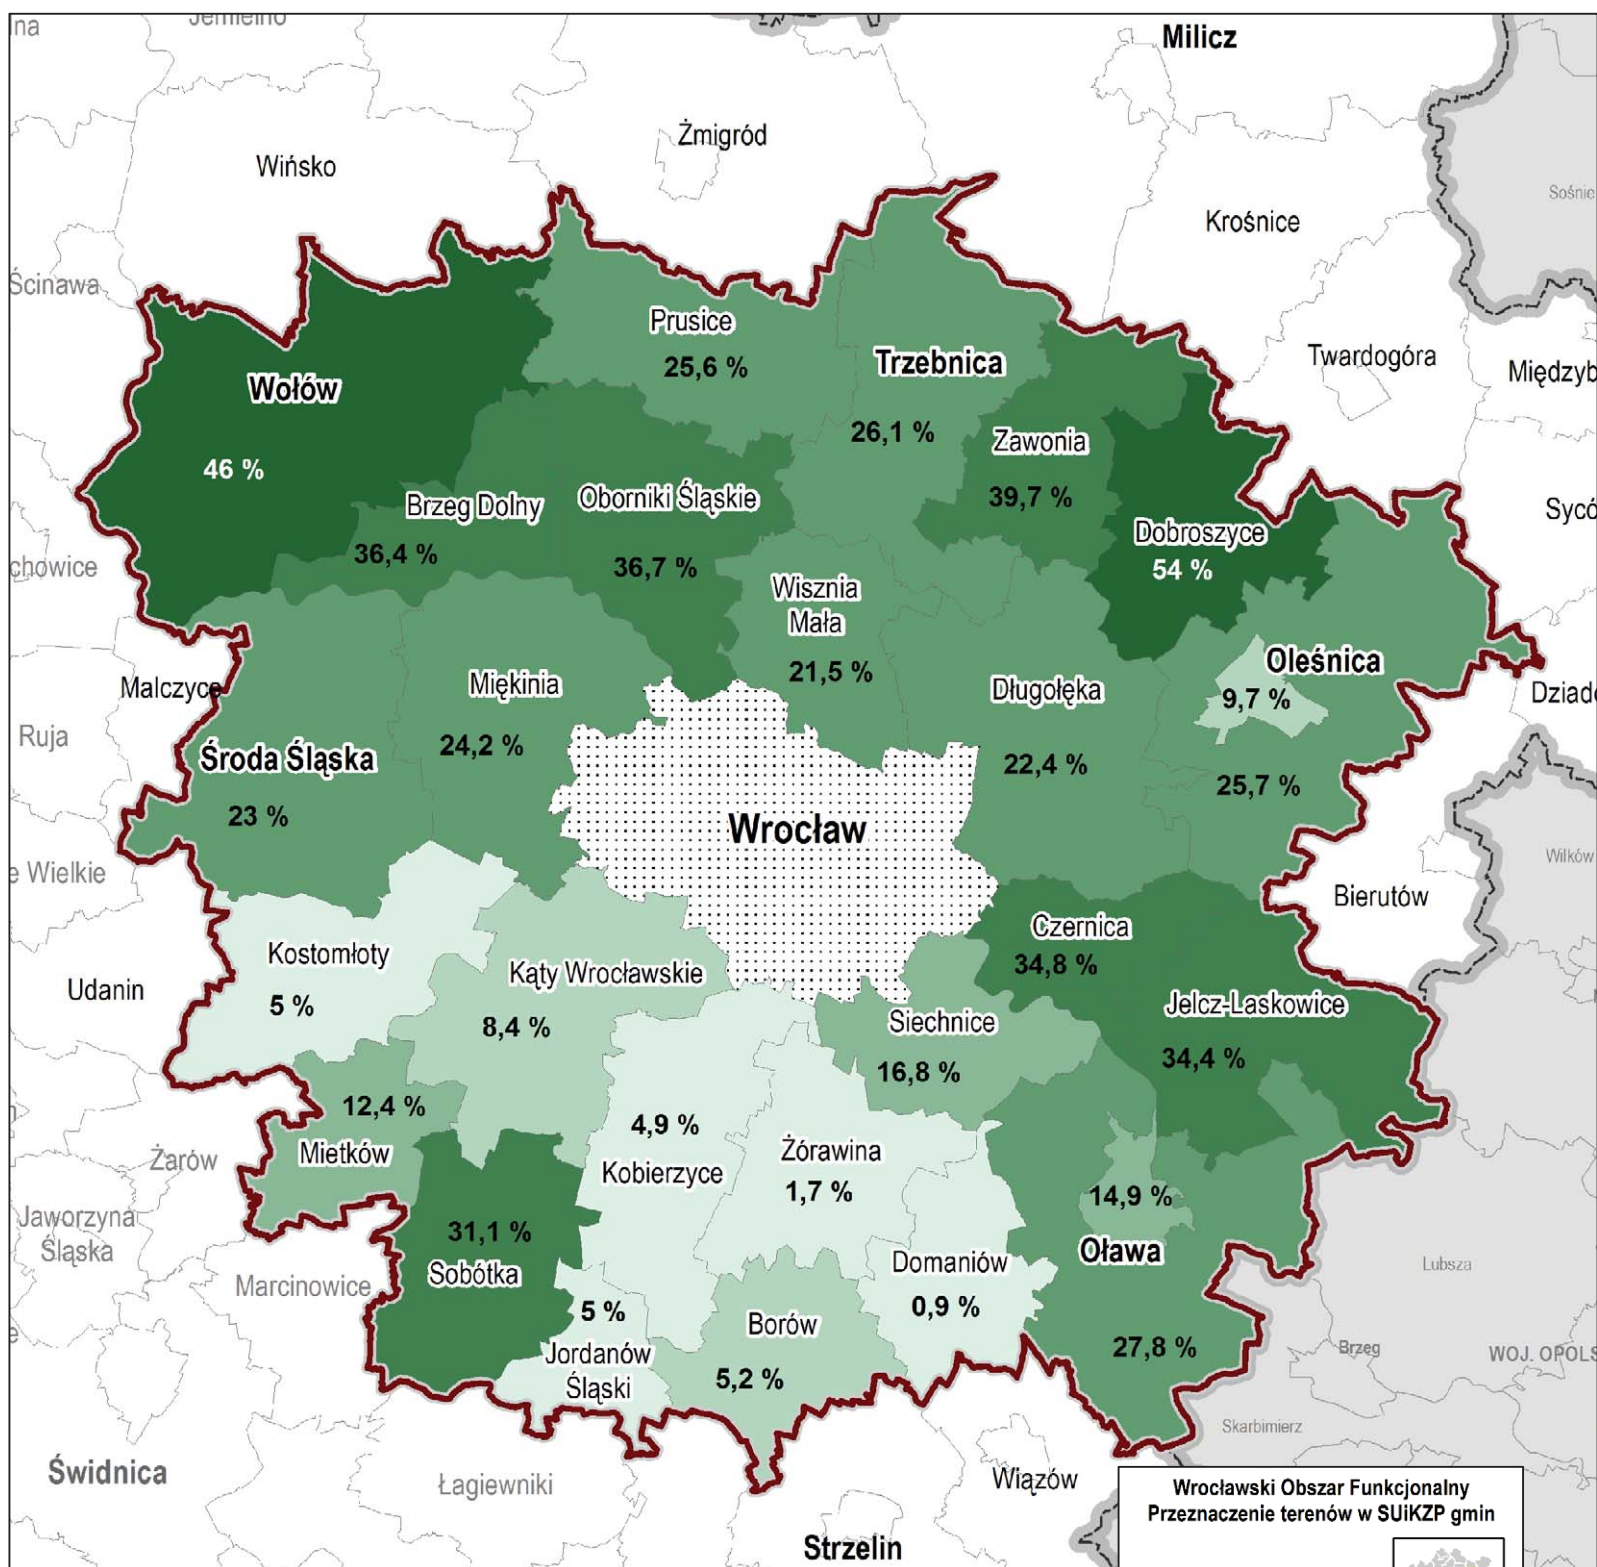 Jemielno
Milicz
Żmigród
Wińsko
Sośnie
Krośnice
Ścinawa
Prusice
25,6 %
Trzebnica
Twardogóra
Międzyb
Wołów
26,1 %
Zawonia
46 %
39,7 %
Brzeg Dolny
Oborniki Śląskie
Sycó
Dobroszyce
54 %
36,4 %
36,7 %
chowice
Wisznia
Mała
21,5 %
Oleśnica
9,7 %
Malczyce
Miękinia
Długołęka
Dziad
Ruja
24,2 %
Środa Śląska
22,4 %
25,7 %
23 %
Wrocław
e Wielkie
Wilków
Bierutów
Czernica
34,8 %
Kostomłoty
5 %
Kąty Wrocławskie
8,4 %
Udanin
Jelcz-Laskowice
34,4 %
Siechnice
16,8 %
12,4 %
Mietków
4,9 %
Kobierzyce
Żórawina
1,7 %
Żarów
14,9 %
Jaworzyna
Śląska
31,1 %
Sobótka
Oława
Domaniów
0,9 %
Lubsza
Marcinowice
5 %
Jordanów
Śląski
Borów
5,2 %
27,8 %
Brzeg
WOJ. OPOLS
Skarbimierz
Świdnica
Łagiewniki
Wiązów
Strzelin
Wrocławski Obszar Funkcjonalny
Przeznaczenie terenów w SUiKZP gmin